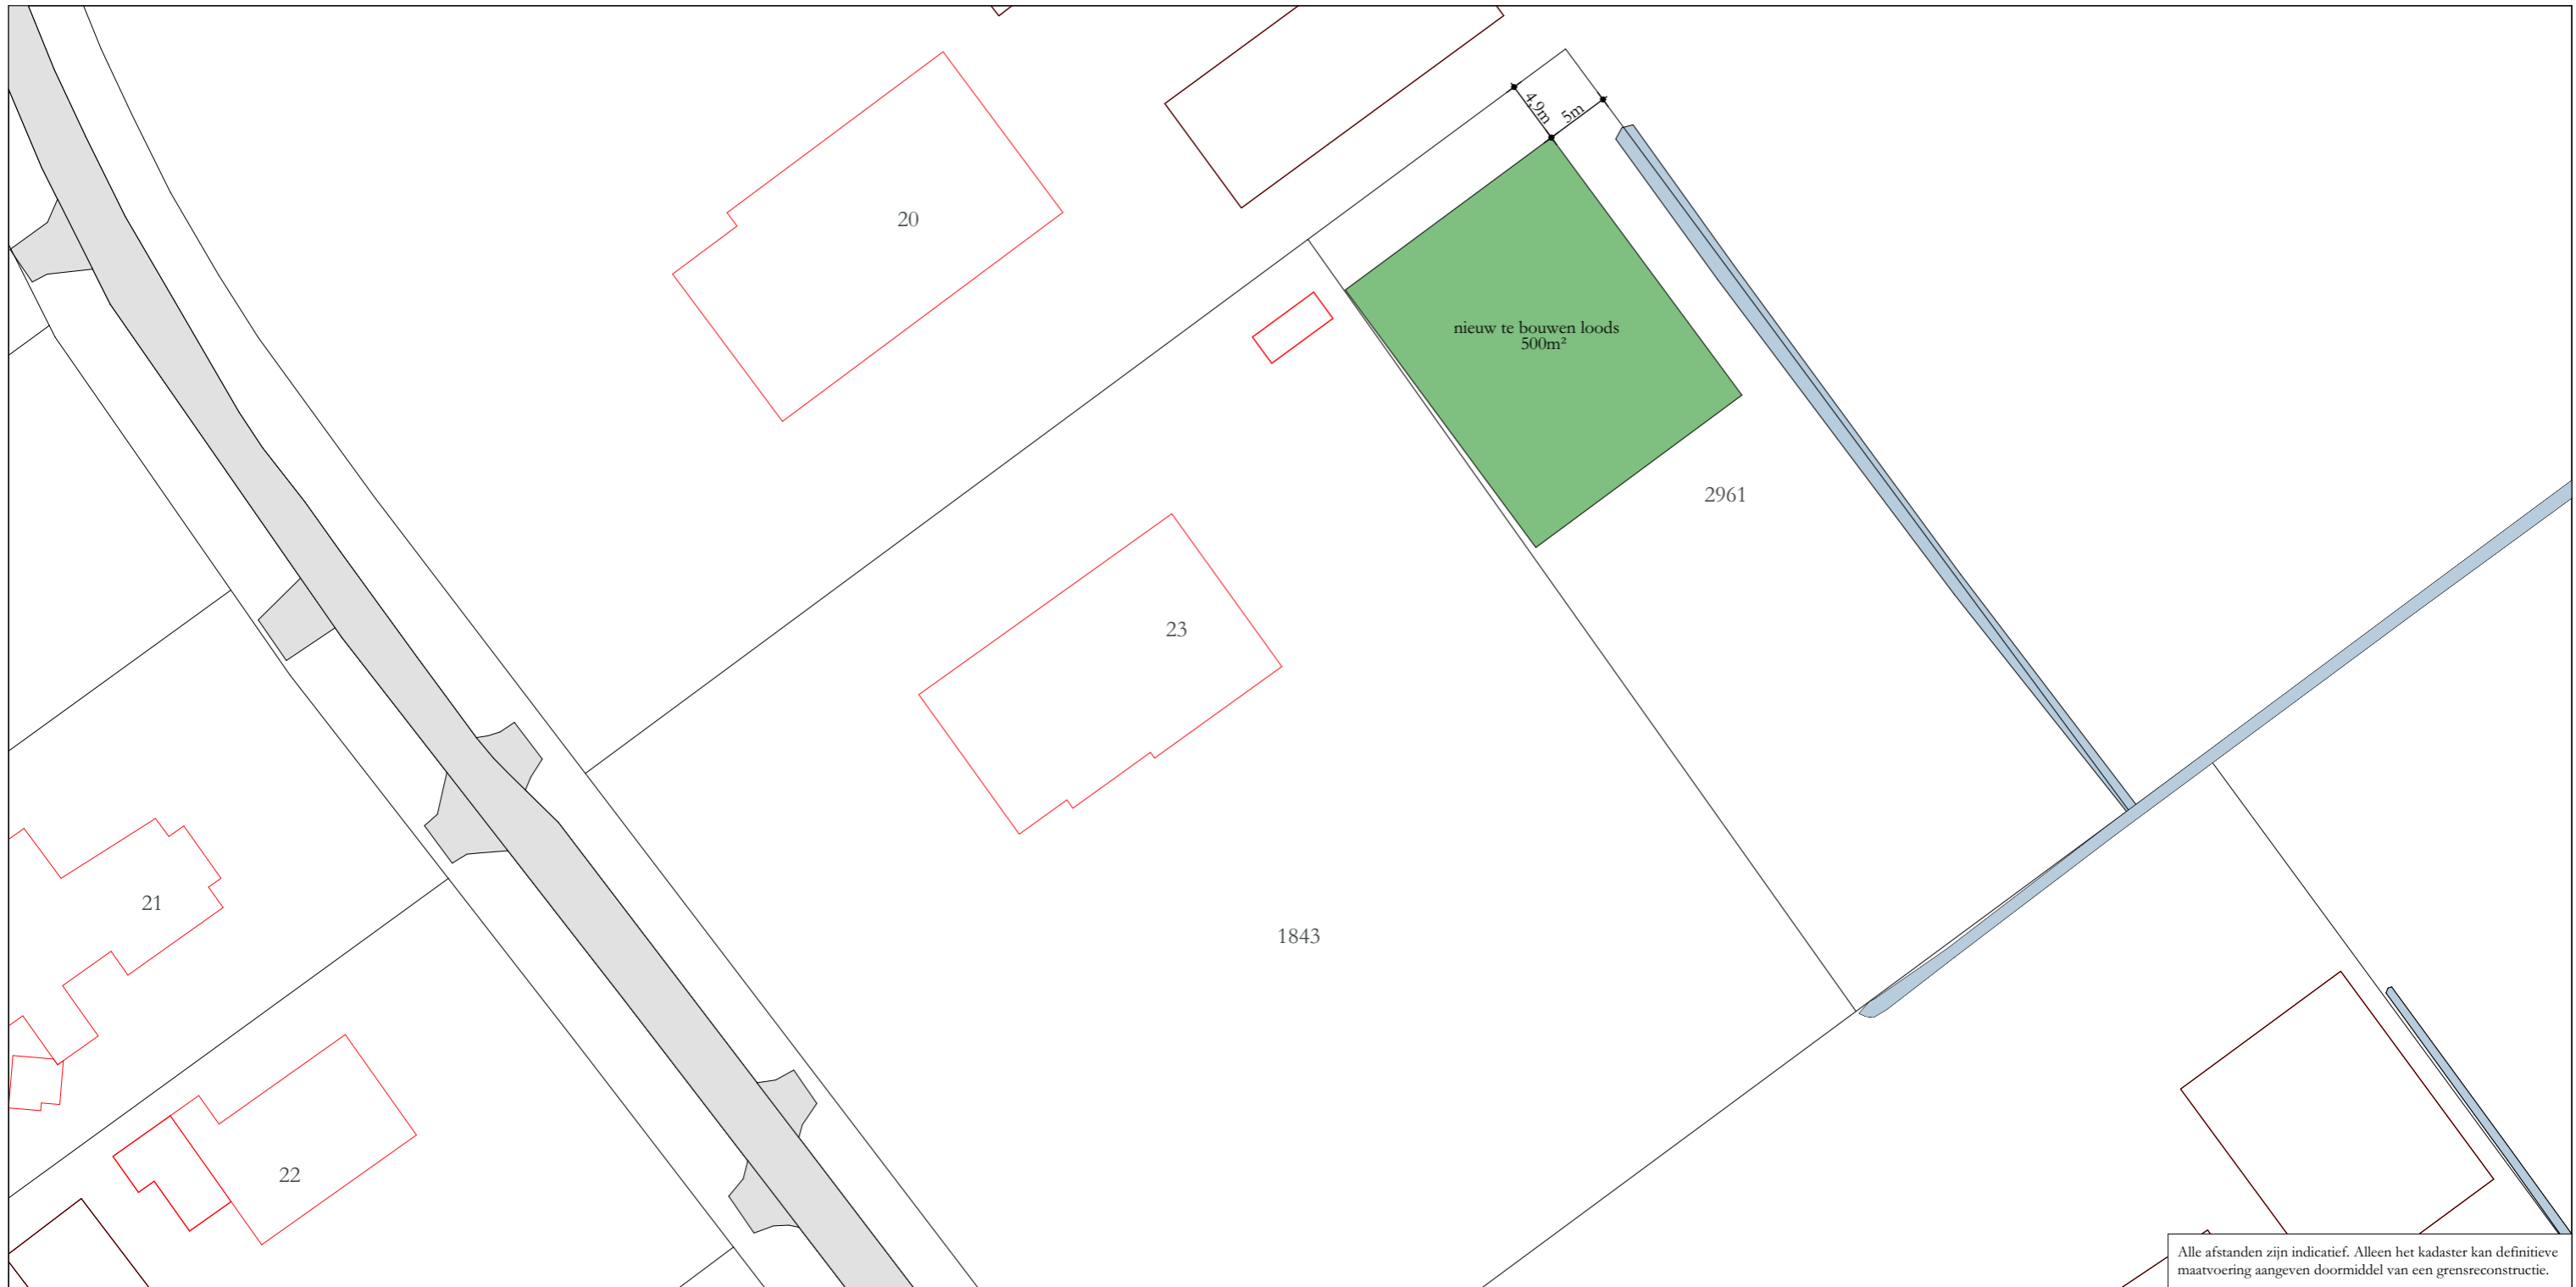 4,9m
5m
20
nieuw te bouwen loods
500m²
2961
23
21
1843
22
Alle afstanden zijn indicatief. Alleen het kadaster kan definitieve
maatvoering aangeven doormiddel van een grensreconstructie.